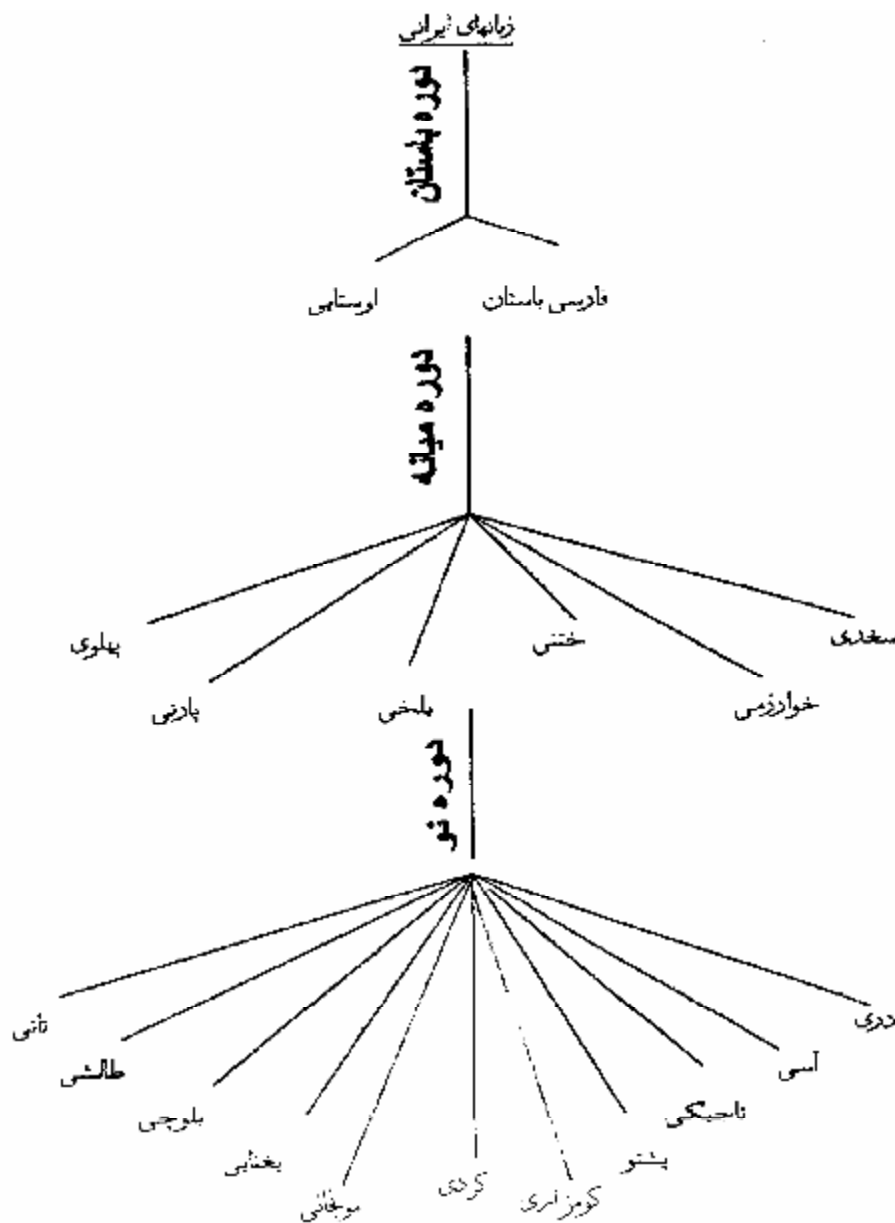 زبانهای ایرانی
دوره باستان
فارسی باستان
اوستایی
دوره میانه
سغدی
خوارزمی
ختنی
بلخی
پارتی
پهلوی
دوره نو
دری
آسی
تاجیکی
پشتو
کومزاری
کردی
مونجانی
یغنابی
بلوچی
طالشی
تاتی